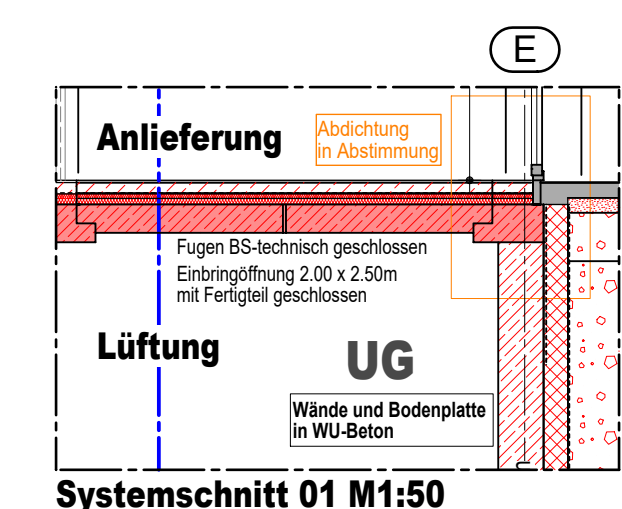 E
Anlieferung
Abdichtung
in Abstimmung
Fugen BS-technisch geschlossen
Einbringöffnung 2.00 x 2.50m
mit Fertigteil geschlossen
Lüftung
UG
Wände und Bodenplatte
in WU-Beton
Systemschnitt 01 M1:50